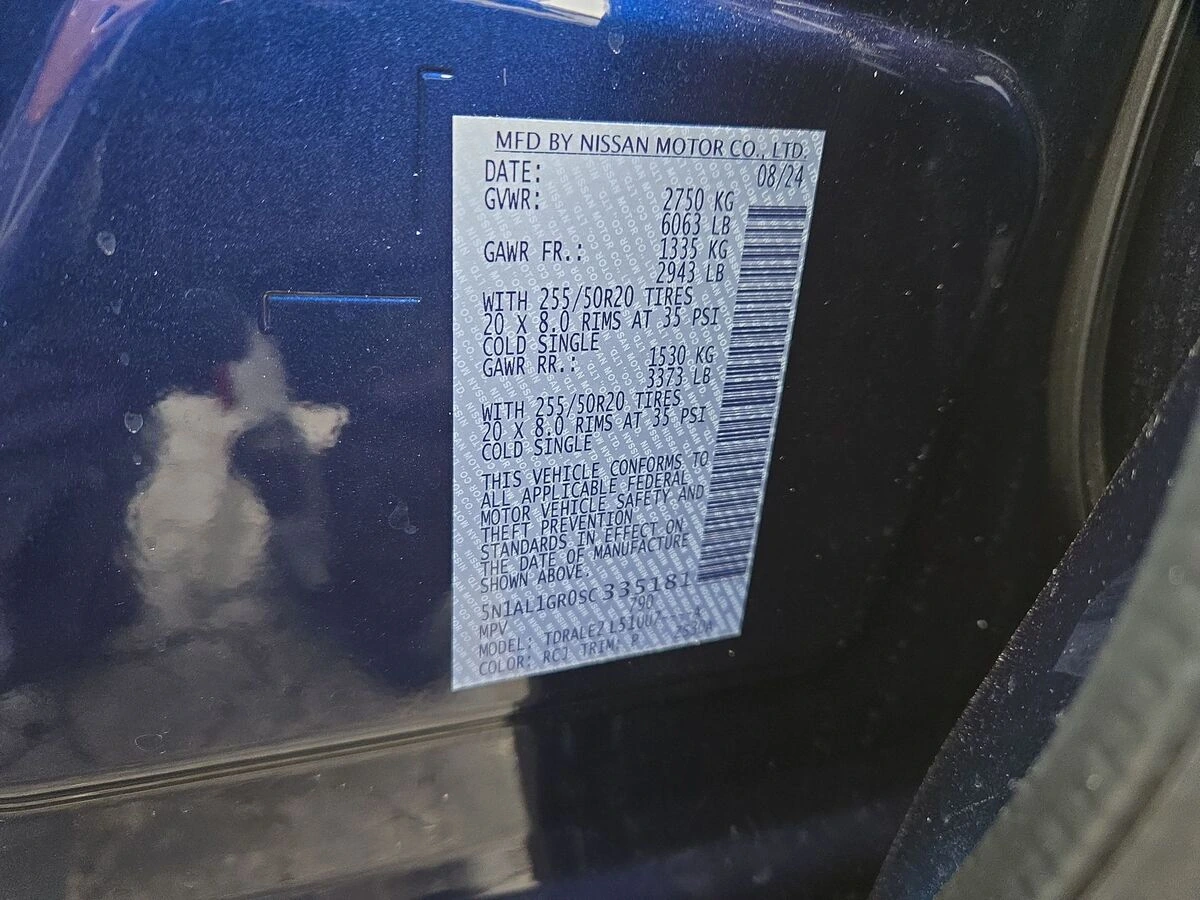 MFD BY NISSAN MOTOR CO., LTD.
DATE: 08/24
GVWR: 2750 KG
6063 LB
GAWR FR.: 1335 KG
2943 LB
WITH 255/50R20 TIRES
20 X 8.0 RIMS AT 35 PSI
COLD SINGLE
GAWR RR.: 1530 KG
3373 LB
WITH 255/50R20 TIRES
20 X 8.0 RIMS AT 35 PSI
COLD SINGLE
THIS VEHICLE CONFORMS TO
ALL APPLICABLE FEDERAL
MOTOR VEHICLE SAFETY AND
THEFT PREVENTION
STANDARDS IN EFFECT ON
THE DATE OF MANUFACTURE
SHOWN ABOVE.
5N1AL1GR0SC335181
MPV 790
MODEL:
COLOR: RCJ TRIM: P